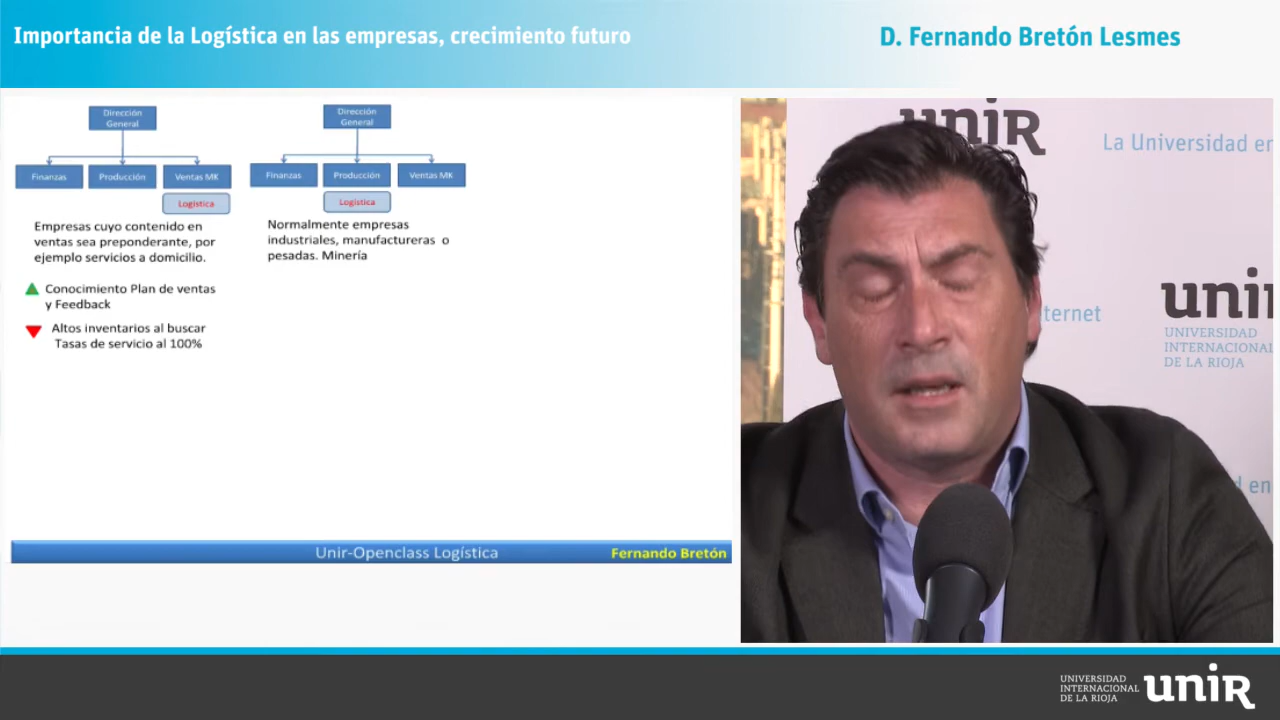 Importancia de la Logística en las empresas, crecimiento futuro
D. Fernando Bretón Lesmes
Dirección
General
Finanzas
Producción
Ventas MK
Logística
Empresas cuyo contenido en
ventas sea preponderante, por
ejemplo servicios a domicilio.
Conocimiento Plan de ventas
y Feedback
Altos inventarios al buscar
Tasas de servicio al 100%
Dirección
General
Finanzas
Producción
Ventas MK
Logística
Normalmente empresas
industriales, manufactureras o
pesadas. Minería
Unir-Openclass Logística
Fernando Bretón
uniR
La Universidad en
ternet
uni
UNIVERSIDAD
INTERNACIONAL
DE LA RIOJA
d en
UNIVERSIDAD
INTERNACIONAL
DE LA RIOJA
uniR